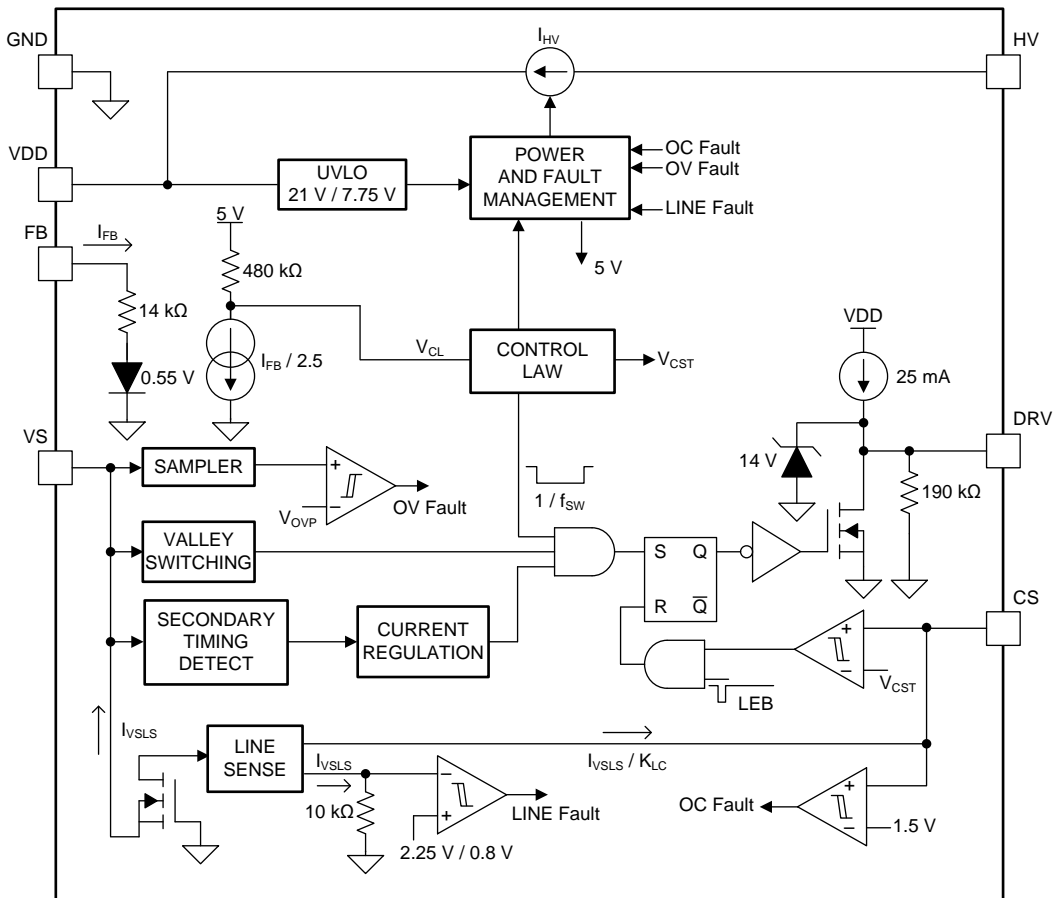 GND
I_HV
HV
VDD
UVLO
21 V / 7.75 V
POWER
AND FAULT
MANAGEMENT
OC Fault
OV Fault
LINE Fault
5 V
FB
I_FB
5 V
480 kΩ
14 kΩ
0.55 V
I_FB / 2.5
V_CL
CONTROL
LAW
V_CST
VDD
25 mA
VS
SAMPLER
+
−
V_OVP
OV Fault
1 / f_SW
14 V
DRV
190 kΩ
VALLEY
SWITCHING
S
Q
R
Q̅
SECONDARY
TIMING
DETECT
CURRENT
REGULATION
CS
+
−
V_CST
LEB
I_VSLS
LINE
SENSE
I_VSLS
10 kΩ
−
+
2.25 V / 0.8 V
LINE Fault
I_VSLS / K_LC
OC Fault
+
−
1.5 V